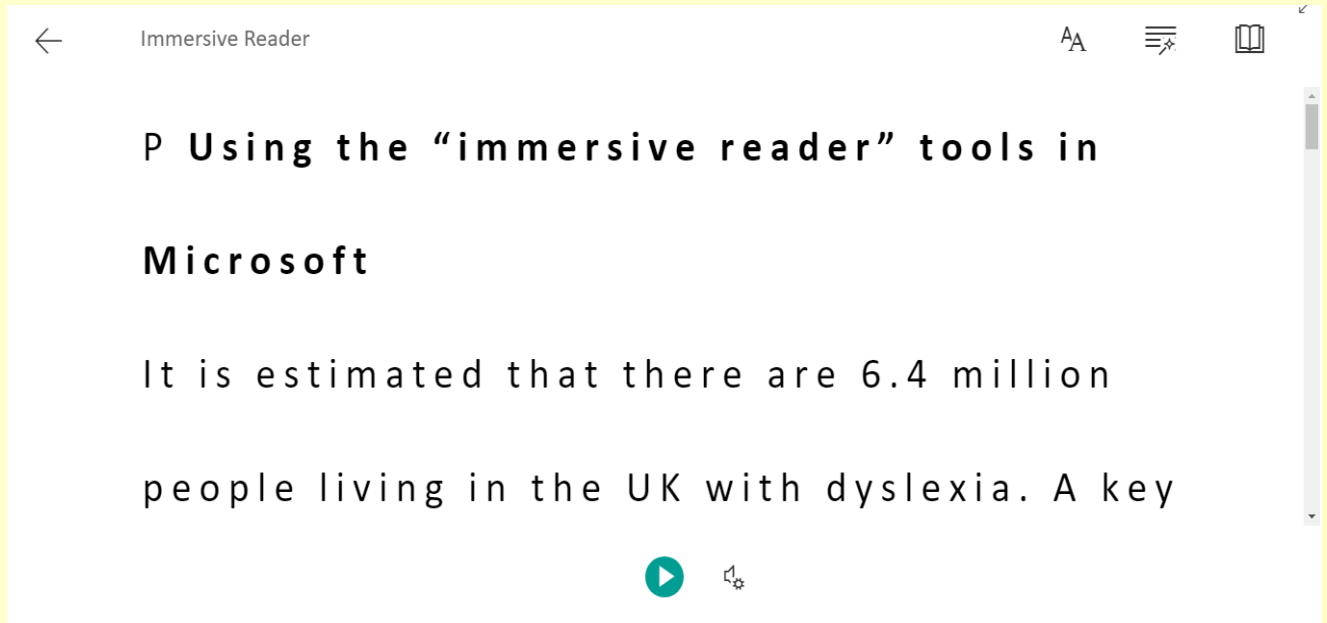 Immersive Reader
AA
P Using the “immersive reader” tools in
Microsoft
It is estimated that there are 6.4 million
people living in the UK with dyslexia. A key